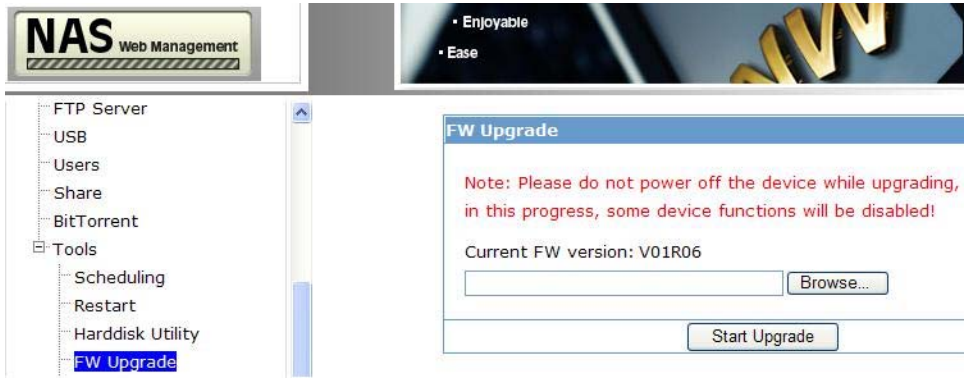 NAS Web Management
• Enjoyable
• Ease
FTP Server
USB
Users
Share
BitTorrent
Tools
Scheduling
Restart
Harddisk Utility
FW Upgrade
FW Upgrade
Note: Please do not power off the device while upgrading,
in this progress, some device functions will be disabled!
Current FW version: V01R06
Browse...
Start Upgrade